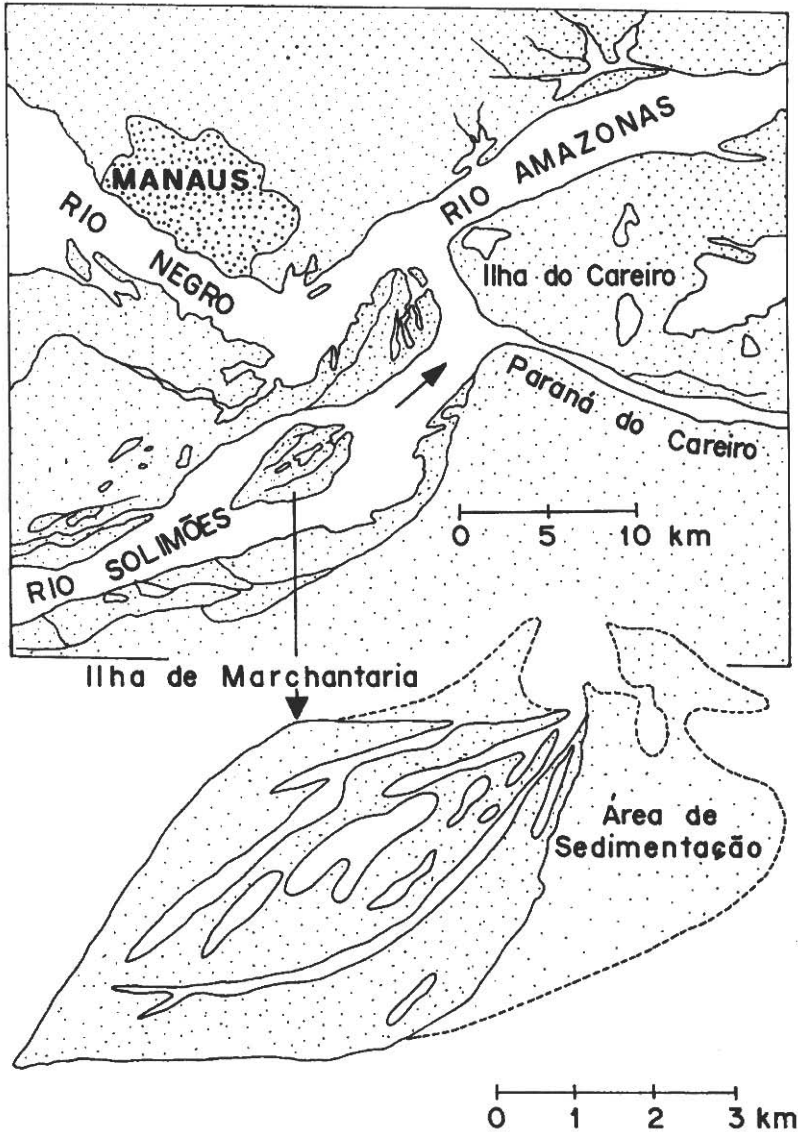 MANAUS
RIO NEGRO
RIO AMAZONAS
Ilha do Careiro
Paraná do Careiro
RIO SOLIMÕES
0 5 10 km
Ilha de Marchantaria
Área de
Sedimentação
0 1 2 3 km